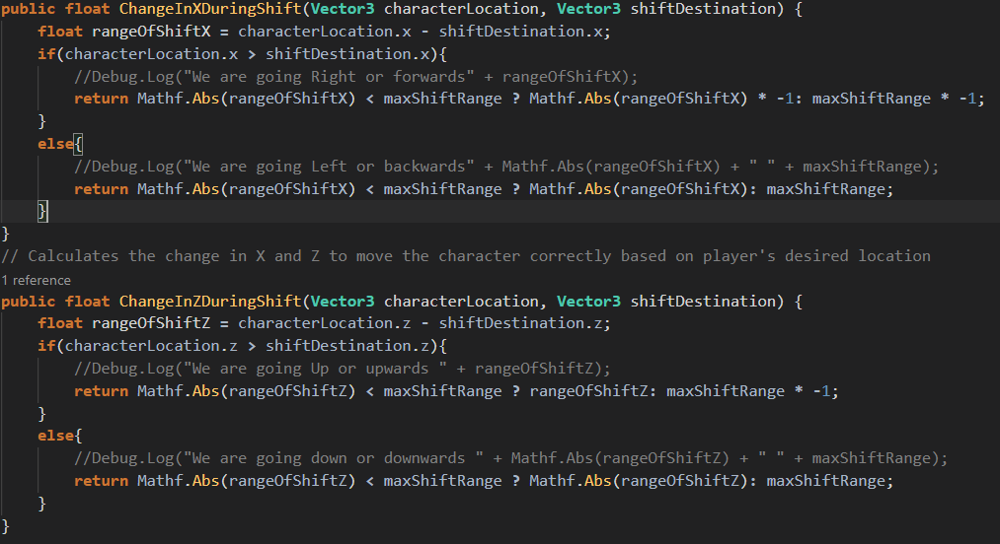 public float ChangeInXDuringShift(Vector3 characterLocation, Vector3 shiftDestination) {
float rangeOfShiftX = characterLocation.x - shiftDestination.x;
if(characterLocation.x > shiftDestination.x){
//Debug.Log("We are going Right or forwards" + rangeOfShiftX);
return Mathf.Abs(rangeOfShiftX) < maxShiftRange ? Mathf.Abs(rangeOfShiftX) * -1: maxShiftRange * -1;
}
else{
//Debug.Log("We are going Left or backwards" + Mathf.Abs(rangeOfShiftX) + " " + maxShiftRange);
return Mathf.Abs(rangeOfShiftX) < maxShiftRange ? Mathf.Abs(rangeOfShiftX): maxShiftRange;
}
}
// Calculates the change in X and Z to move the character correctly based on player's desired location
1 reference
public float ChangeInZDuringShift(Vector3 characterLocation, Vector3 shiftDestination) {
float rangeOfShiftZ = characterLocation.z - shiftDestination.z;
if(characterLocation.z > shiftDestination.z){
//Debug.Log("We are going Up or upwards " + rangeOfShiftZ);
return Mathf.Abs(rangeOfShiftZ) < maxShiftRange ? rangeOfShiftZ: maxShiftRange * -1;
}
else{
//Debug.Log("We are going down or downwards " + Mathf.Abs(rangeOfShiftZ) + " " + maxShiftRange);
return Mathf.Abs(rangeOfShiftZ) < maxShiftRange ? Mathf.Abs(rangeOfShiftZ): maxShiftRange;
}
}